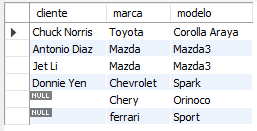 cliente marca modelo
Chuck Norris Toyota Corolla Araya
Antonio Diaz Mazda Mazda3
Jet Li Mazda Mazda3
Donnie Yen Chevrolet Spark
NULL Chery Orinoco
NULL ferrari Sport